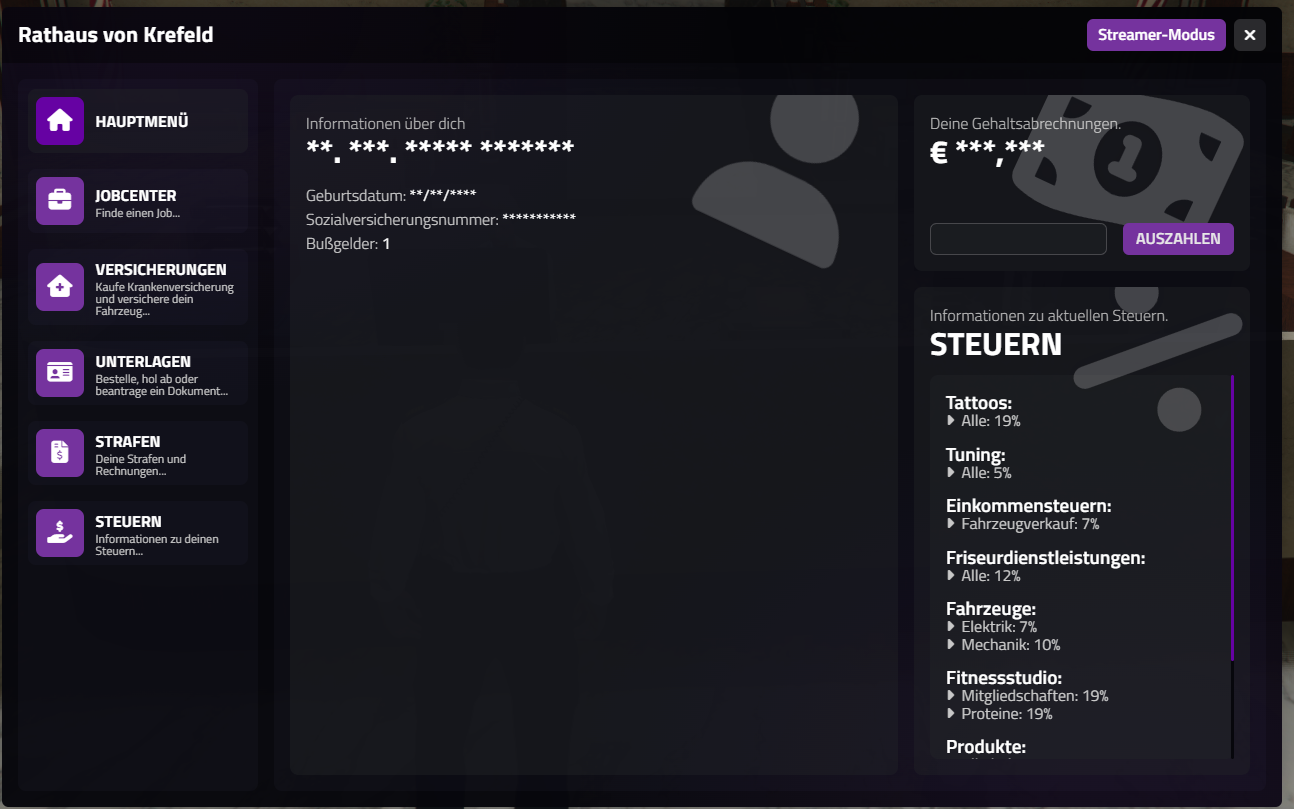 Rathaus von Krefeld
Streamer-Modus
HAUPTMENÜ
JOBCENTER
Finde einen Job...
VERSICHERUNGEN
Kaufe Krankenversicherung
und versichere dein
Fahrzeug...
UNTERLAGEN
Bestelle, hol ab oder
beantrage ein Dokument...
STRAFEN
Deine Strafen und
Rechnungen...
STEUERN
Informationen zu deinen
Steuern...
Informationen über dich
**. ***. ***** *******
Geburtsdatum: **/**/****
Sozialversicherungsnummer: ***********
Bußgelder: 1
Deine Gehaltsabrechnungen.
€ ***,***
AUSZAHLEN
Informationen zu aktuellen Steuern.
STEUERN
Tattoos:
Alle: 19%
Tuning:
Alle: 5%
Einkommensteuern:
Fahrzeugverkauf: 7%
Friseurdienstleistungen:
Alle: 12%
Fahrzeuge:
Elektrik: 7%
Mechanik: 10%
Fitnessstudio:
Mitgliedschaften: 19%
Proteine: 19%
Produkte: